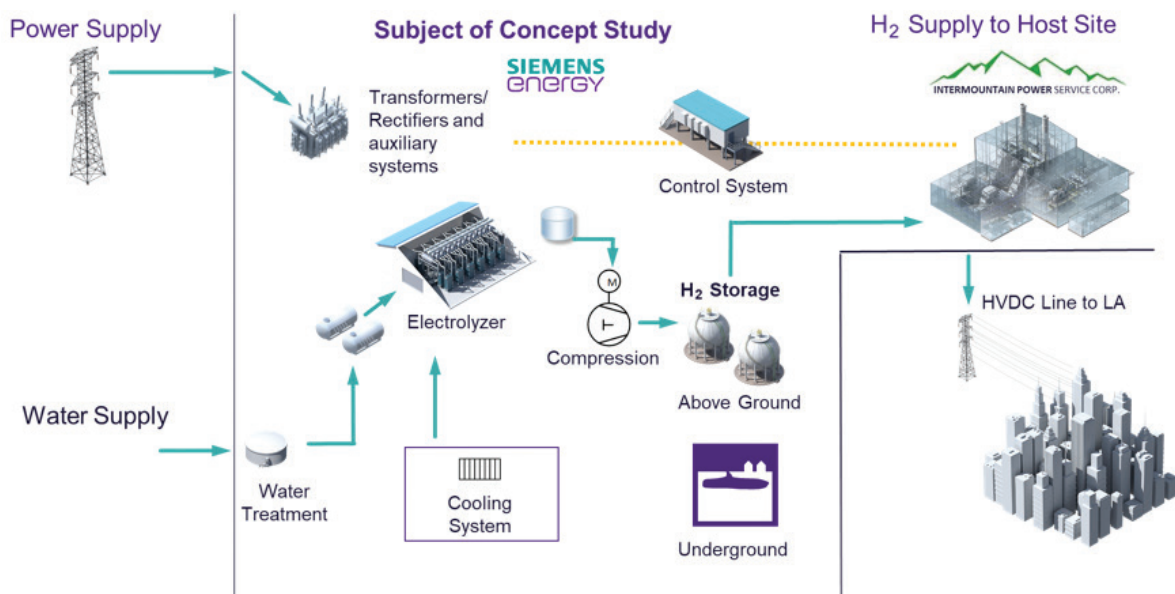 Power Supply
Subject of Concept Study
H2 Supply to Host Site
SIEMENS
energy
INTERMOUNTAIN POWER SERVICE CORP.
Transformers/
Rectifiers and
auxiliary
systems
Control System
Electrolyzer
M
T
Compression
H2 Storage
Above Ground
HVDC Line to LA
Water Supply
Water
Treatment
Cooling
System
Underground